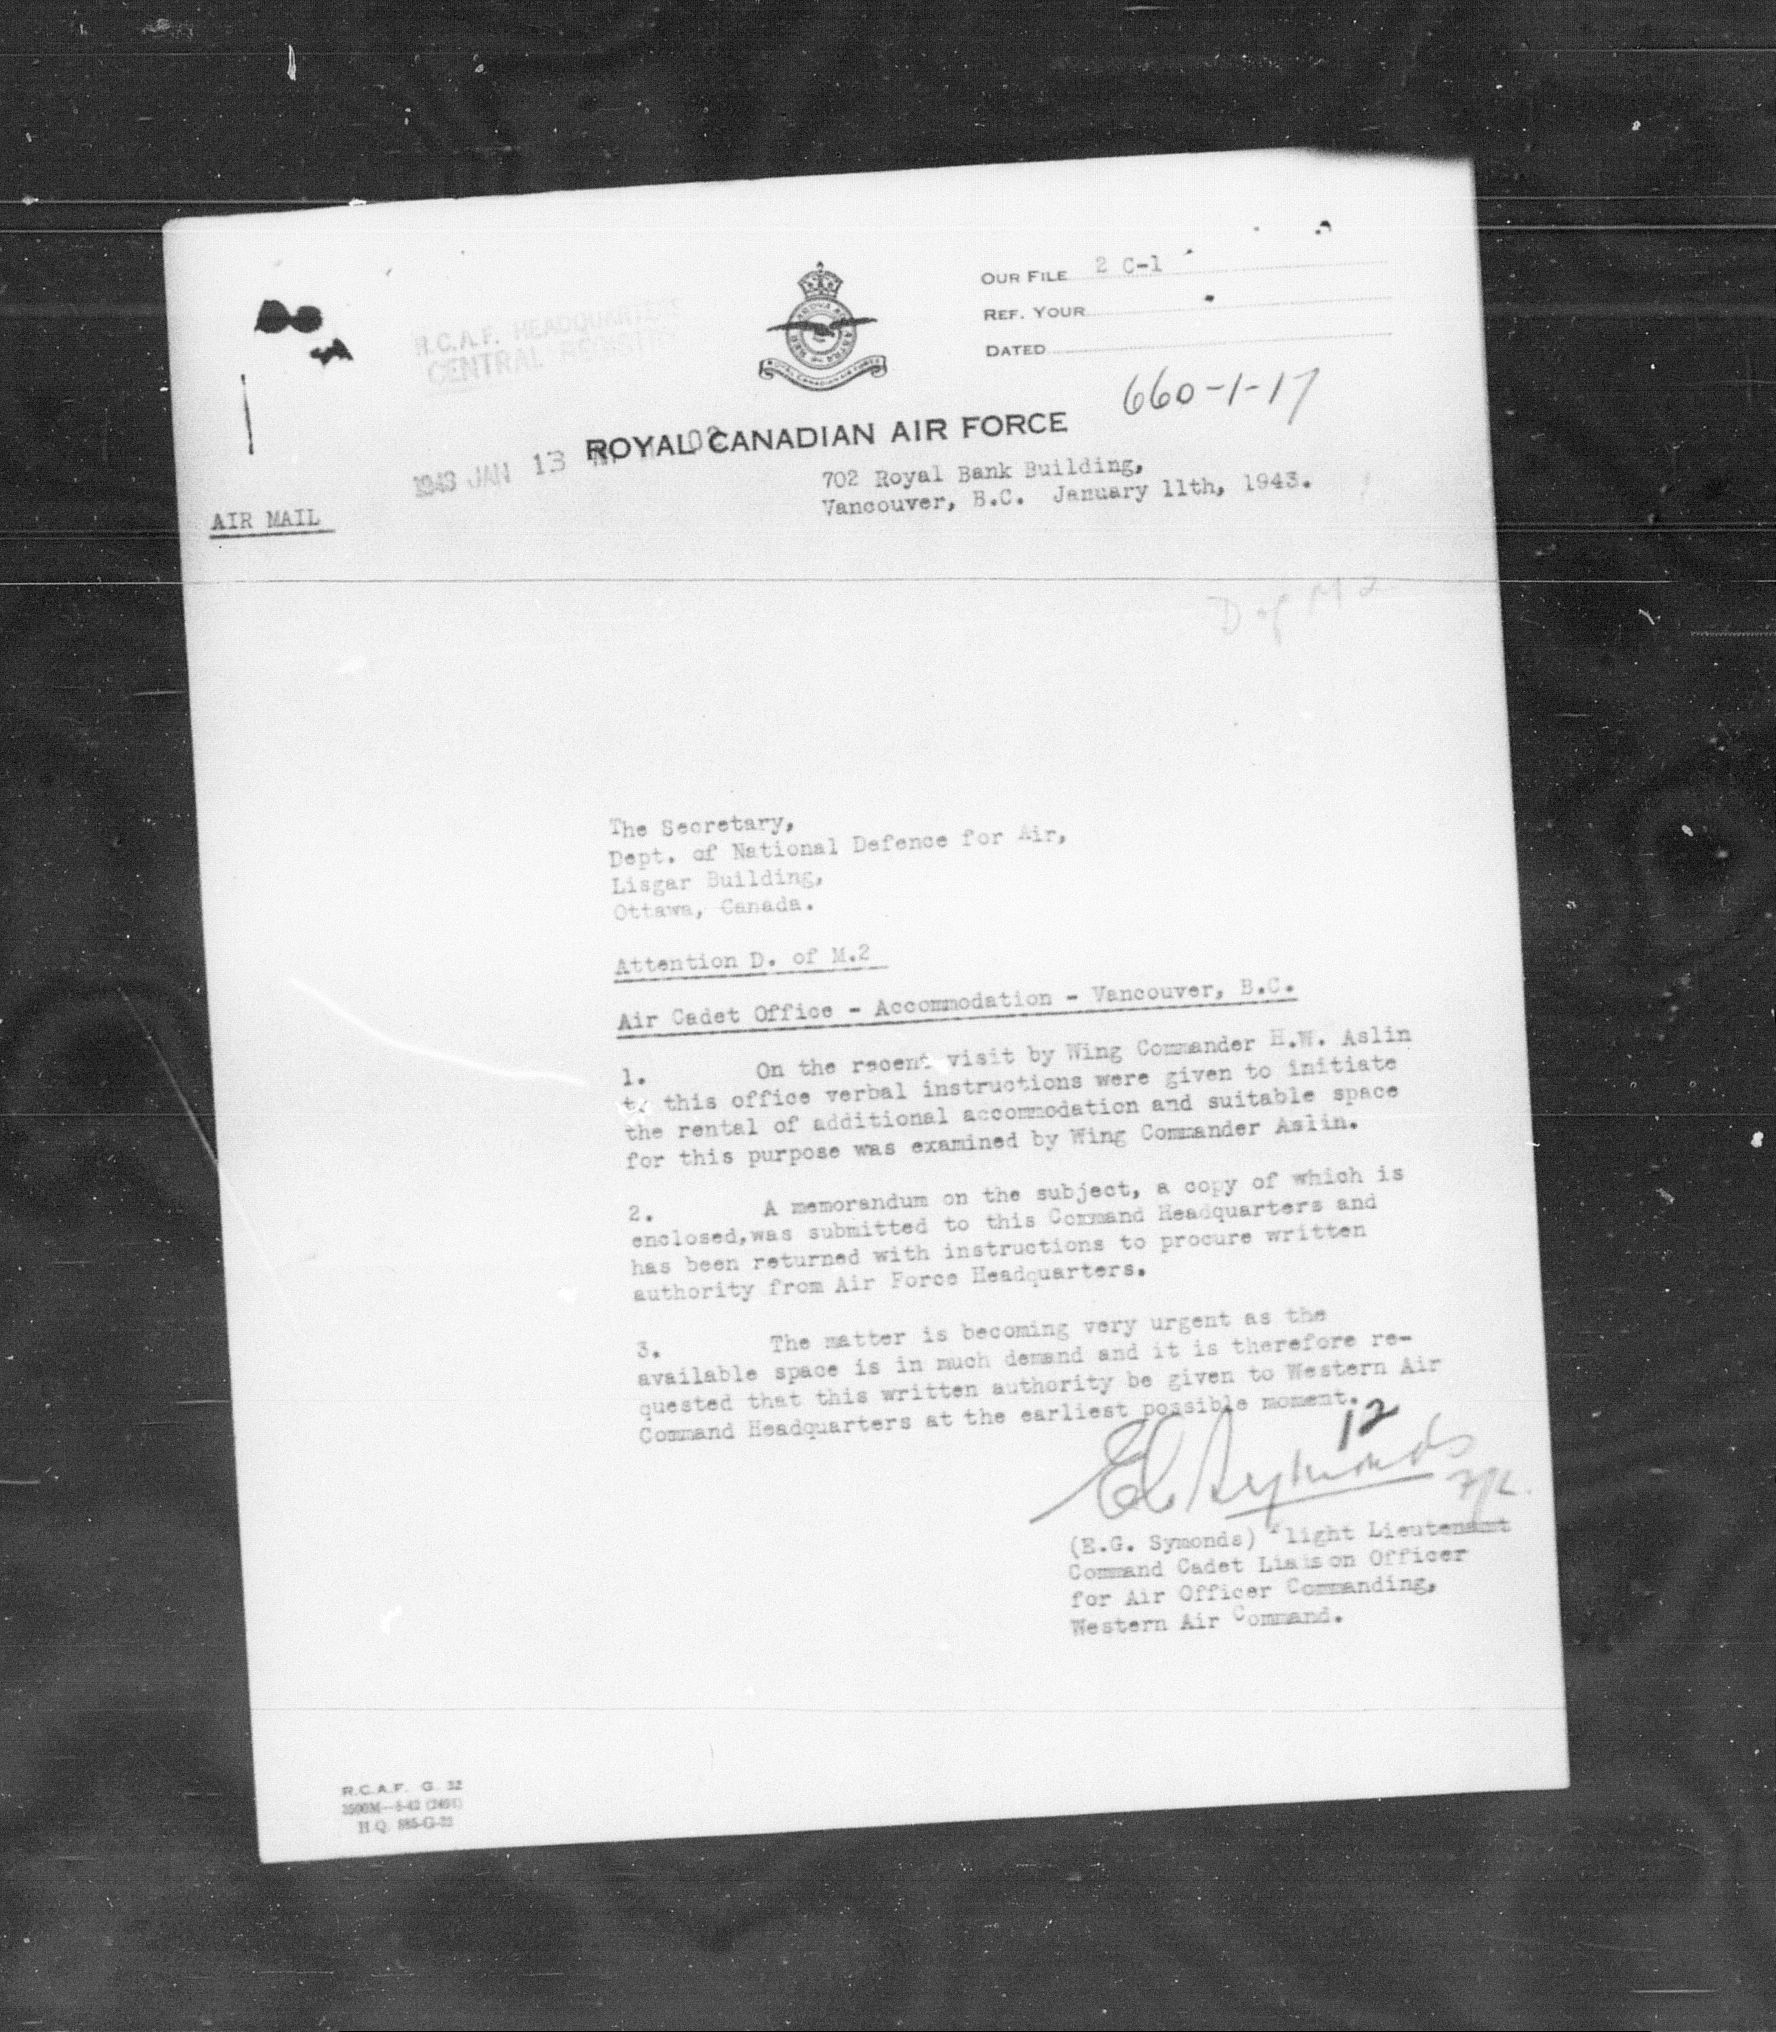 OUR FILE 2 C-1
REF. YOUR
DATED
R.C.A.F. HEADQUARTERS
CENTRAL
660-1-17
ROYAL CANADIAN AIR FORCE
1943 JAN 13
702 Royal Bank Building,
Vancouver, B.C. January 11th, 1943.
AIR MAIL
D of M 2
The Secretary,
Dept. of National Defence for Air,
Lisgar Building,
Ottawa, Canada.
Attention D. of M.2
Air Cadet Office - Accommodation - Vancouver, B.C.
1. On the recent visit by Wing Commander H.W. Aslin
to this office verbal instructions were given to initiate
the rental of additional accommodation and suitable space
for this purpose was examined by Wing Commander Aslin.
2. A memorandum on the subject, a copy of which is
enclosed,was submitted to this Command Headquarters and
has been returned with instructions to procure written
authority from Air Force Headquarters.
3. The matter is becoming very urgent as the
available space is in much demand and it is therefore re-
quested that this written authority be given to Western Air
Command Headquarters at the earliest possible moment.
12
EG Symonds F/L.
(E.G. Symonds) Flight Lieutenant
Command Cadet Liaison Officer
for Air Officer Commanding,
Western Air Command.
R.C.A.F. G. 32
H.Q. 885-G-32